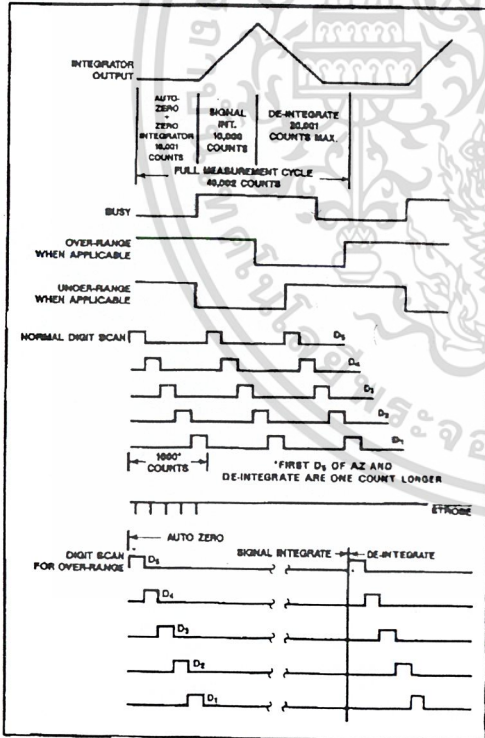 INTEGRATOR
OUTPUT
AUTO-
ZERO
+
ZERO
INTEGRATOR
COUNTS
SIGNAL
INT.
10,000
COUNTS
DE-INTEGRATE
20,001
COUNTS MAX.
FULL MEASUREMENT CYCLE
40,002 COUNTS
BUSY
OVER-RANGE
WHEN APPLICABLE
UNDER-RANGE
WHEN APPLICABLE
NORMAL DIGIT SCAN
D5
D4
D3
D2
D1
1000*
COUNTS
*FIRST D5 OF AZ AND
DE-INTEGRATE ARE ONE COUNT LONGER
STROBE
AUTO ZERO
SIGNAL INTEGRATE
DE-INTEGRATE
DIGIT SCAN
FOR OVER-RANGE
*
D5
D4
D3
D2
D1